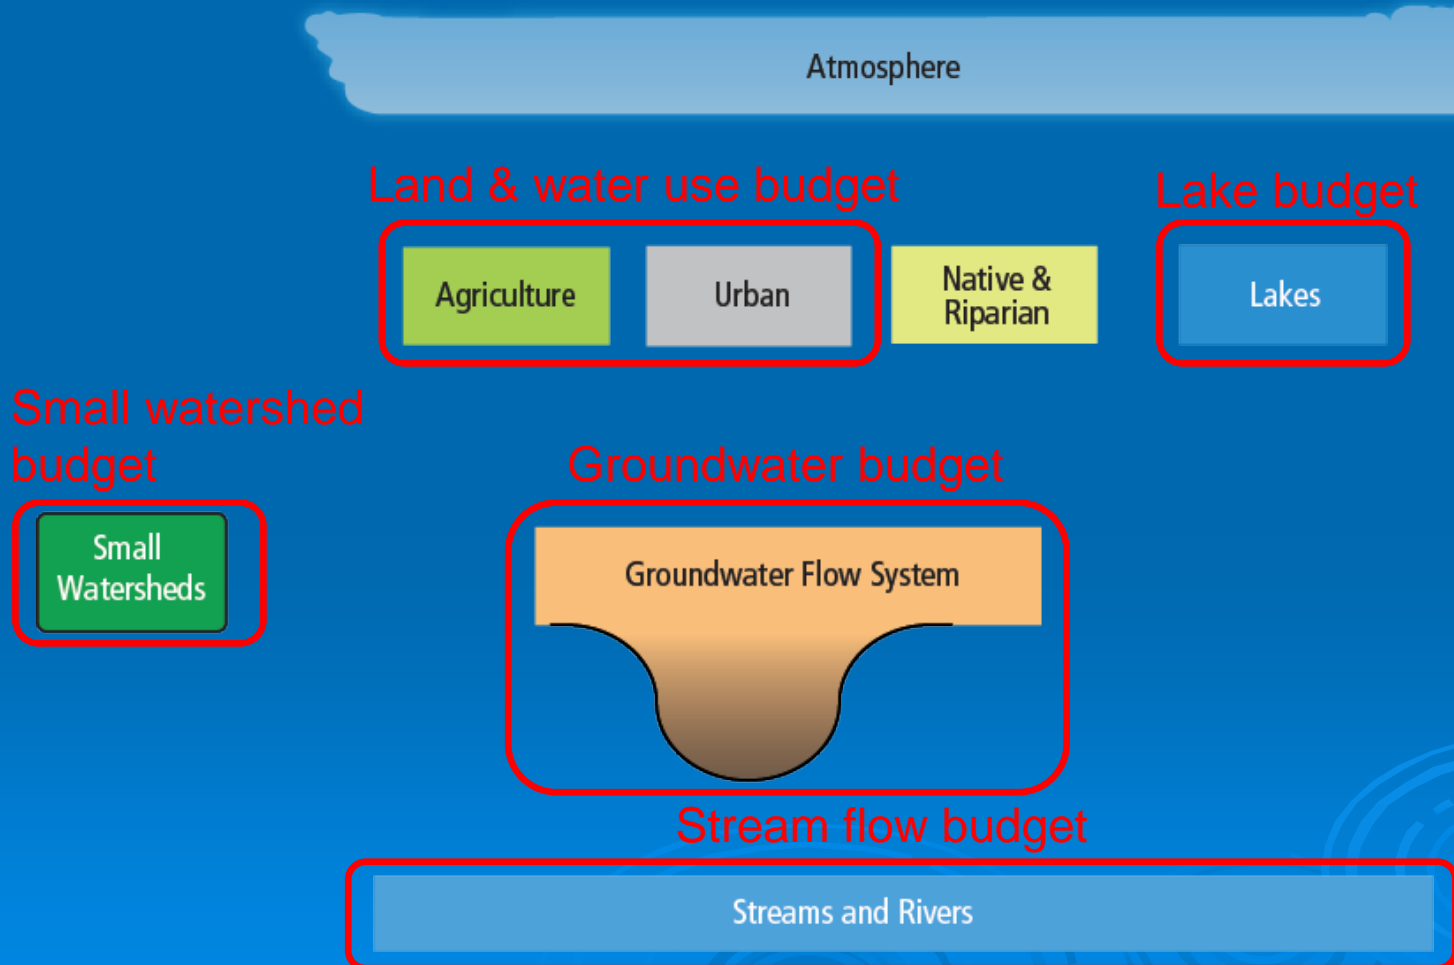 Atmosphere
Land & water use budget
Lake budget
Agriculture
Urban
Native &
Riparian
Lakes
Small watershed
budget
Groundwater budget
Small
Watersheds
Groundwater Flow System
Stream flow budget
Streams and Rivers